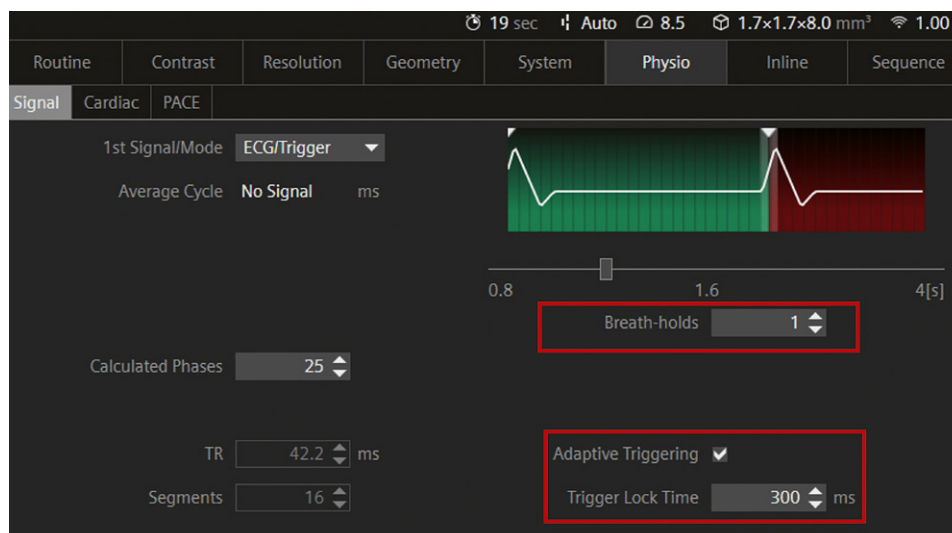 19 sec Auto 8.5 1.7×1.7×8.0 mm³ 1.00
Routine Contrast Resolution Geometry System Physio Inline Sequence
Signal Cardiac PACE
1st Signal/Mode ECG/Trigger
Average Cycle No Signal ms
0.8 1.6 4[s]
Breath-holds 1
Calculated Phases 25
TR 42.2 ms Adaptive Triggering
Segments 16 Trigger Lock Time 300 ms